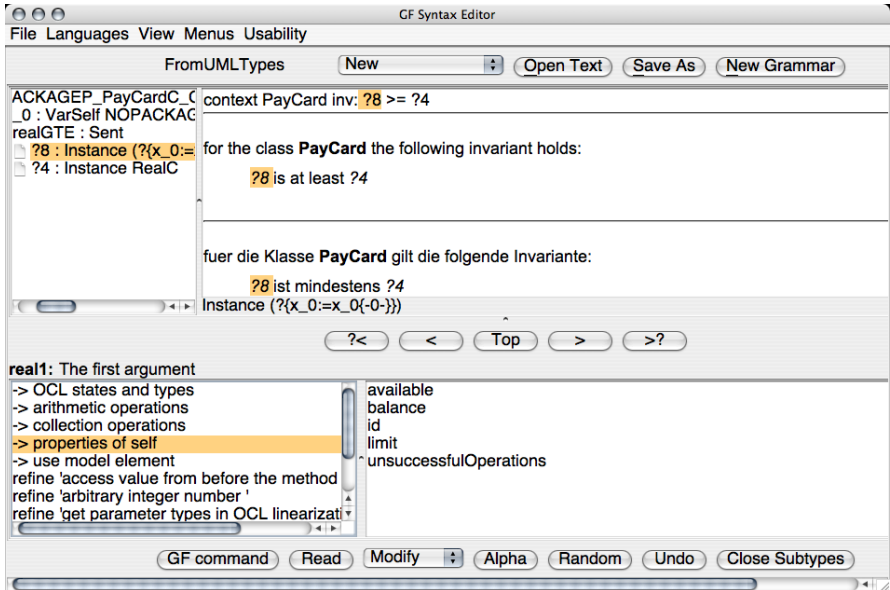 GF Syntax Editor
File Languages View Menus Usability
FromUMLTypes New Open Text Save As New Grammar
ACKAGEP_PayCardC_C
_0 : VarSelf NOPACKAG
realGTE : Sent
?8 : Instance (?{x_0:=
?4 : Instance RealC
context PayCard inv: ?8 >= ?4
for the class PayCard the following invariant holds:
?8 is at least ?4
fuer die Klasse PayCard gilt die folgende Invariante:
?8 ist mindestens ?4
Instance (?{x_0:=x_0{-0-}})
?< < Top > >?
real1: The first argument
-> OCL states and types
-> arithmetic operations
-> collection operations
-> properties of self
-> use model element
refine 'access value from before the method
refine 'arbitrary integer number '
refine 'get parameter types in OCL linearizati
available
balance
id
limit
unsuccessfulOperations
GF command Read Modify Alpha Random Undo Close Subtypes